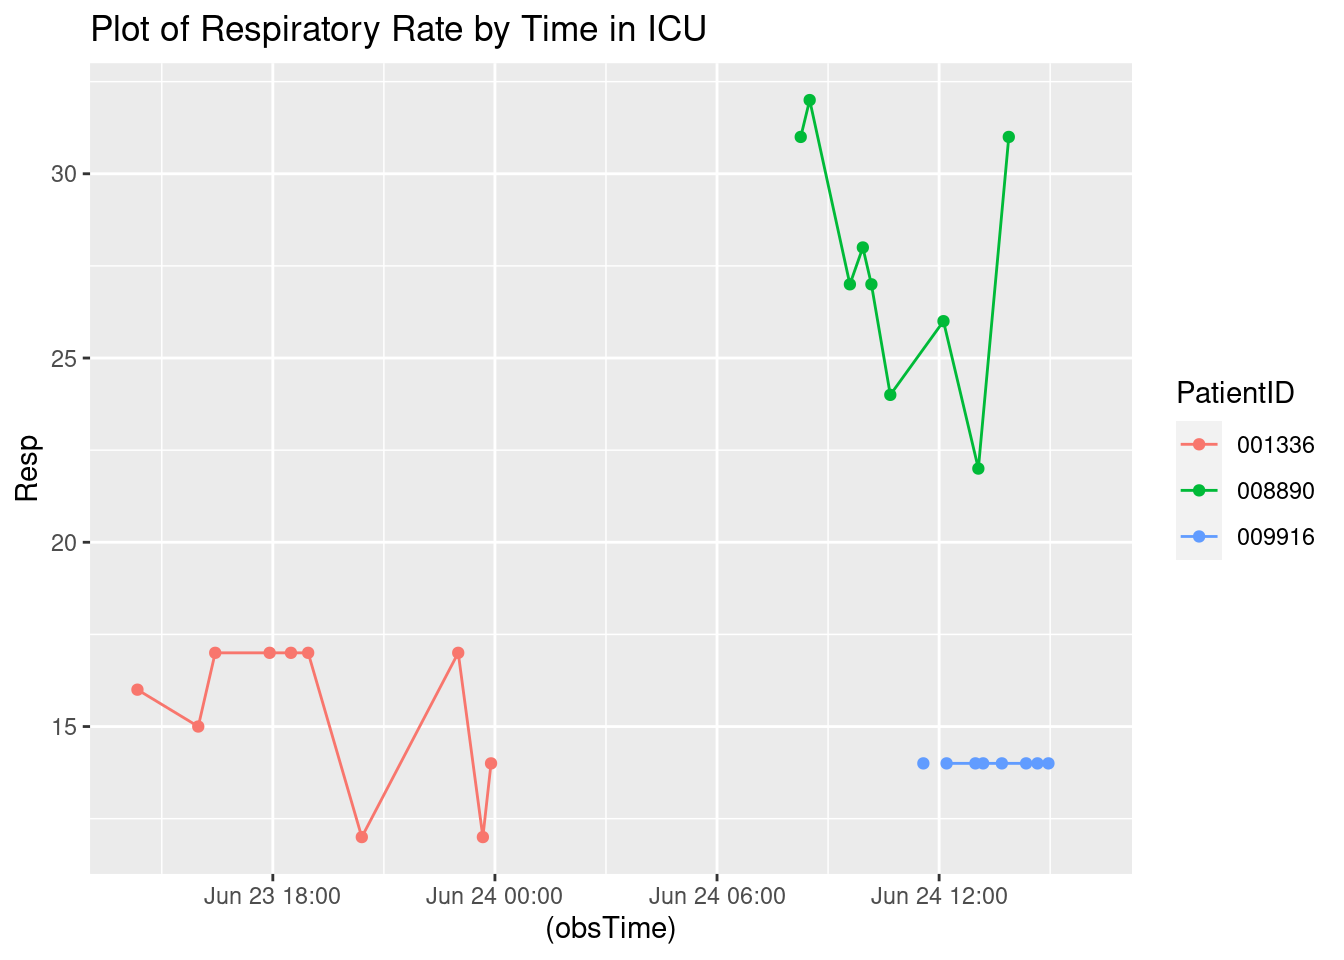 Plot of Respiratory Rate by Time in ICU
Resp
30
25
20
15
Jun 23 18:00
Jun 24 00:00
Jun 24 06:00
Jun 24 12:00
(obsTime)
PatientID
001336
008890
009916